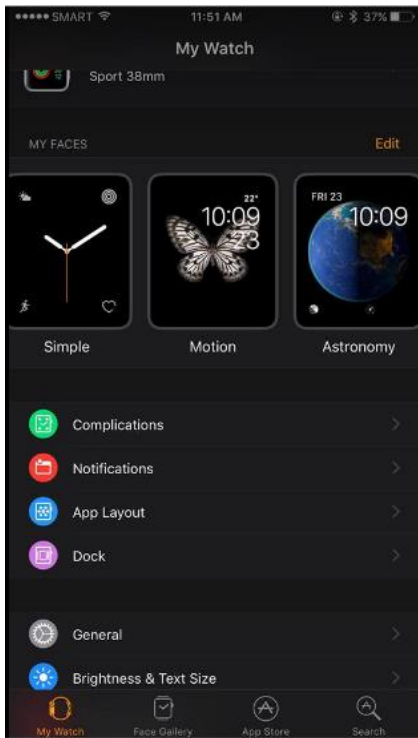 SMART 11:51 AM 37%
My Watch
Sport 38mm
MY FACES Edit
22°
10:09
23
FRI 23
10:09
Simple Motion Astronomy
Complications
Notifications
App Layout
Dock
General
Brightness & Text Size
My Watch Face Gallery App Store Search